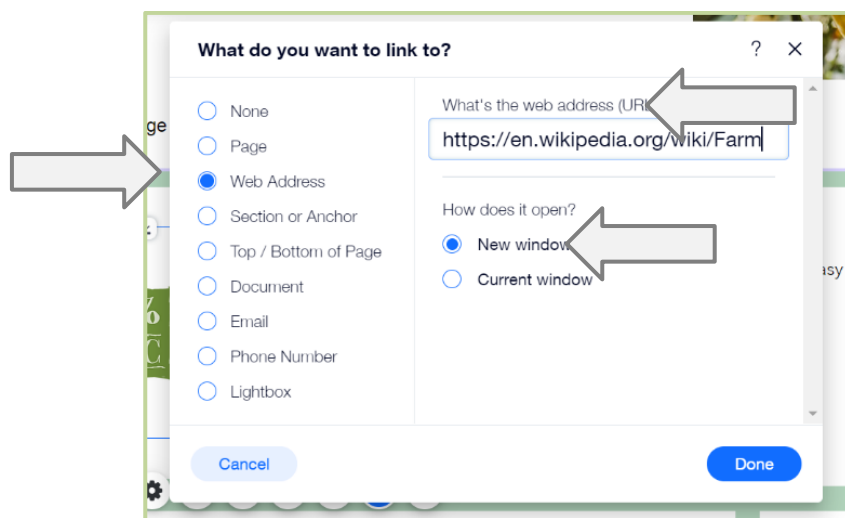 What do you want to link to?
?
None
Page
Web Address
Section or Anchor
Top / Bottom of Page
Document
Email
Phone Number
Lightbox
What's the web address
https://en.wikipedia.org/wiki/Farm
How does it open?
New window
Current window
Cancel
Done